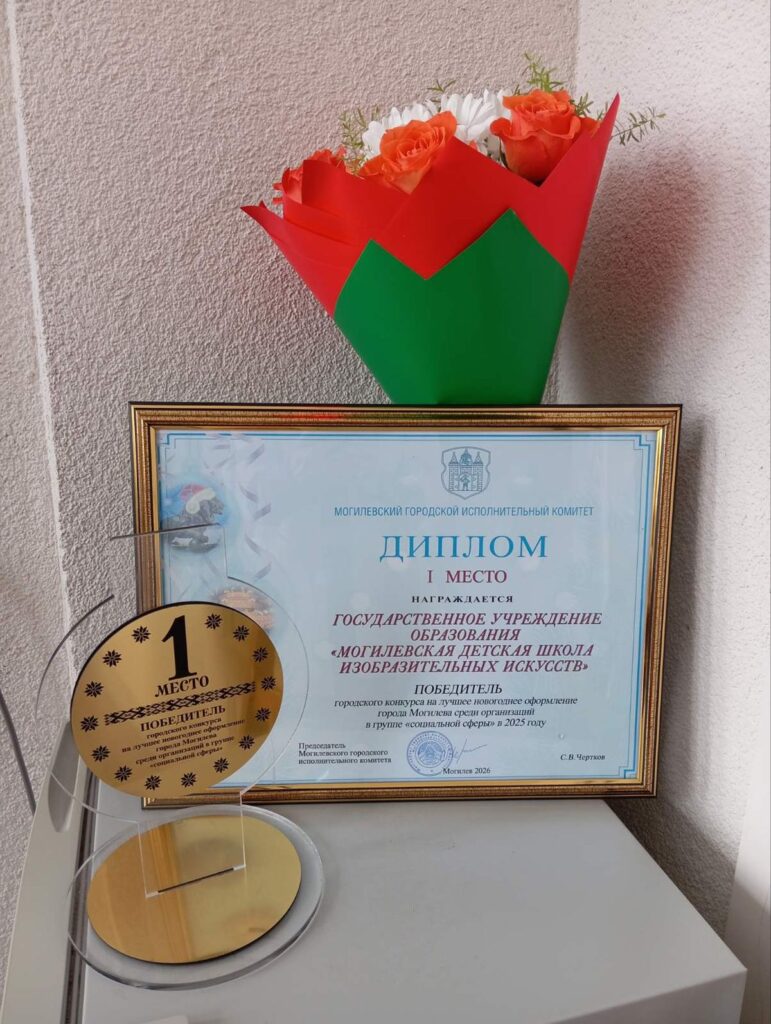 МОГИЛЕВСКИЙ ГОРОДСКОЙ ИСПОЛНИТЕЛЬНЫЙ КОМИТЕТ
ДИПЛОМ
I МЕСТО
НАГРАЖДАЕТСЯ
ГОСУДАРСТВЕННОЕ УЧРЕЖДЕНИЕ
ОБРАЗОВАНИЯ
«МОГИЛЕВСКАЯ ДЕТСКАЯ ШКОЛА
ИЗОБРАЗИТЕЛЬНЫХ ИСКУССТВ»
ПОБЕДИТЕЛЬ
городского конкурса на лучшее новогоднее оформление
города Могилева среди организаций
в группе «социальной сферы» в 2025 году
Председатель
Могилевского городского
исполнительного комитета
С.В.Чертков
Могилев 2026
1
МЕСТО
ПОБЕДИТЕЛЬ
городского конкурса
на лучшее новогоднее оформление
города Могилева
среди организаций в группе
«социальной сферы»